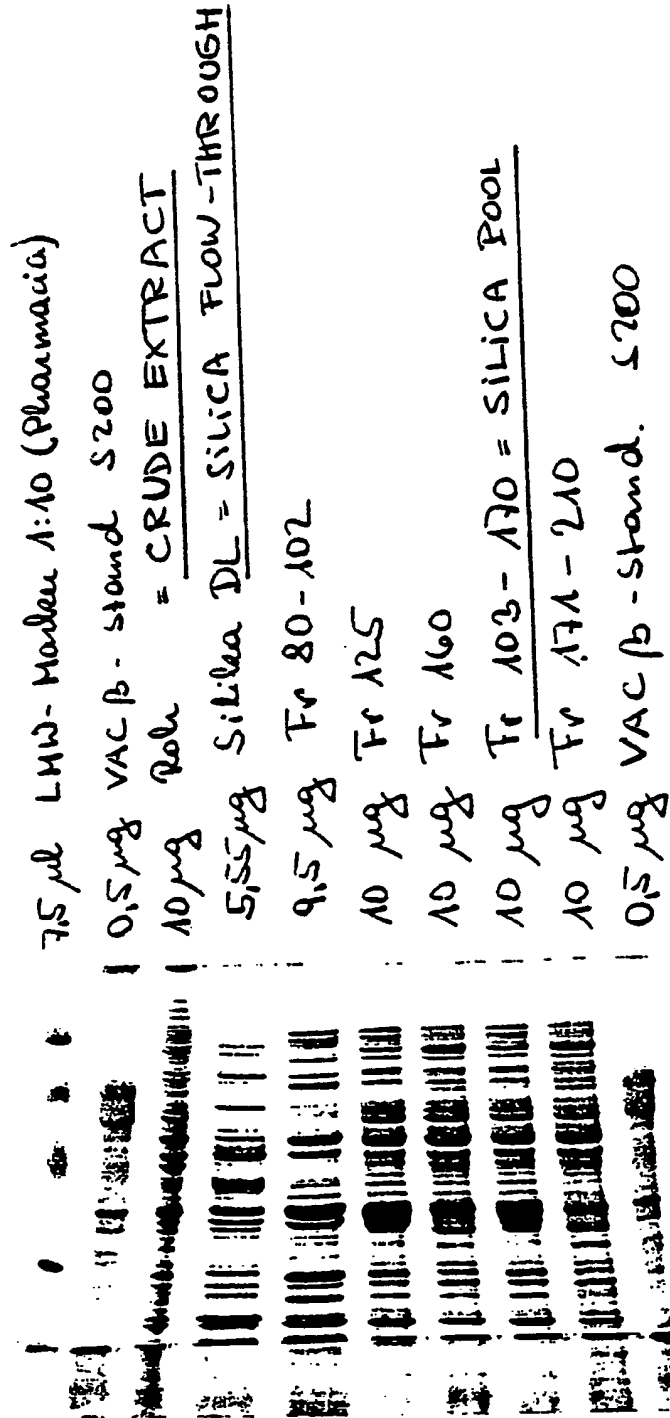 7,5 µl LMW-Marker 1:10 (Pharmacia)
0,5 µg VAC β - stand S200
10 µg Roh = CRUDE EXTRACT
5,55 µg Silika DL = SiLiCA FLOW-THROUGH
9,5 µg Fr 80-102
10 µg Fr 125
10 µg Fr 160
10 µg Fr 103 - 170 = SiLiCA POOL
10 µg Fr 171 - 210
0,5 µg VAC β - stand. S200